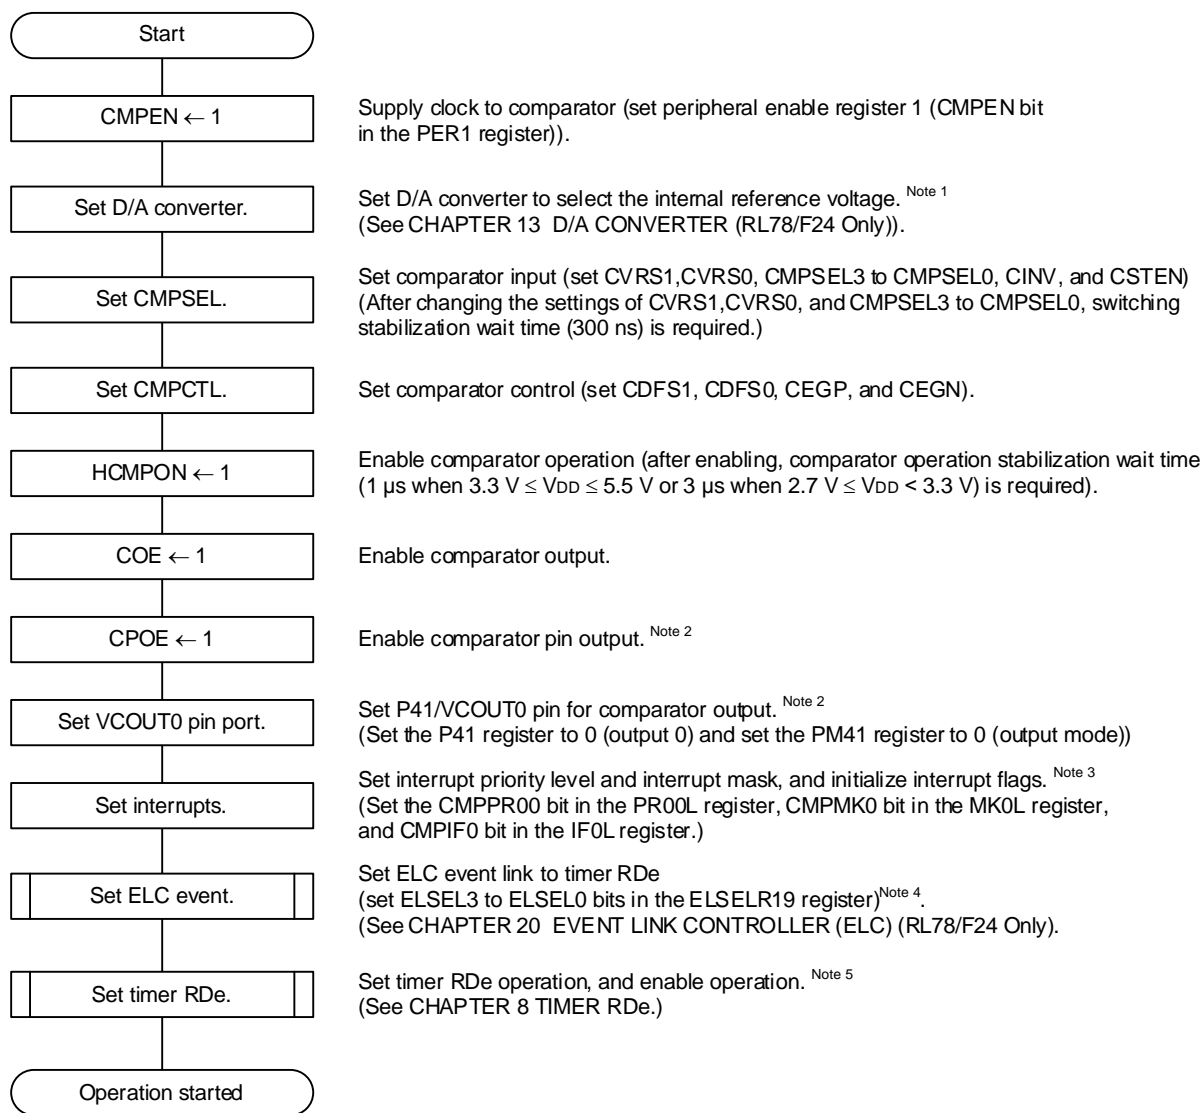 Start
CMPEN ← 1
Supply clock to comparator (set peripheral enable register 1 (CMPEN bit
in the PER1 register)).
Set D/A converter.
Set D/A converter to select the internal reference voltage. Note 1
(See CHAPTER 13 D/A CONVERTER (RL78/F24 Only)).
Set CMPSEL.
Set comparator input (set CVRS1,CVRS0, CMPSEL3 to CMPSEL0, CINV, and CSTEN)
(After changing the settings of CVRS1,CVRS0, and CMPSEL3 to CMPSEL0, switching
stabilization wait time (300 ns) is required.)
Set CMPCTL.
Set comparator control (set CDFS1, CDFS0, CEGP, and CEGN).
HCMPON ← 1
Enable comparator operation (after enabling, comparator operation stabilization wait time
(1 µs when 3.3 V ≤ VDD ≤ 5.5 V or 3 µs when 2.7 V ≤ VDD < 3.3 V) is required).
COE ← 1
Enable comparator output.
CPOE ← 1
Enable comparator pin output. Note 2
Set VCOUT0 pin port.
Set P41/VCOUT0 pin for comparator output. Note 2
(Set the P41 register to 0 (output 0) and set the PM41 register to 0 (output mode))
Set interrupts.
Set interrupt priority level and interrupt mask, and initialize interrupt flags. Note 3
(Set the CMPPR00 bit in the PR00L register, CMPMK0 bit in the MK0L register,
and CMPIF0 bit in the IF0L register.)
Set ELC event.
Set ELC event link to timer RDe
(set ELSEL3 to ELSEL0 bits in the ELSELR19 register)Note 4.
(See CHAPTER 20 EVENT LINK CONTROLLER (ELC) (RL78/F24 Only).
Set timer RDe.
Set timer RDe operation, and enable operation. Note 5
(See CHAPTER 8 TIMER RDe.)
Operation started